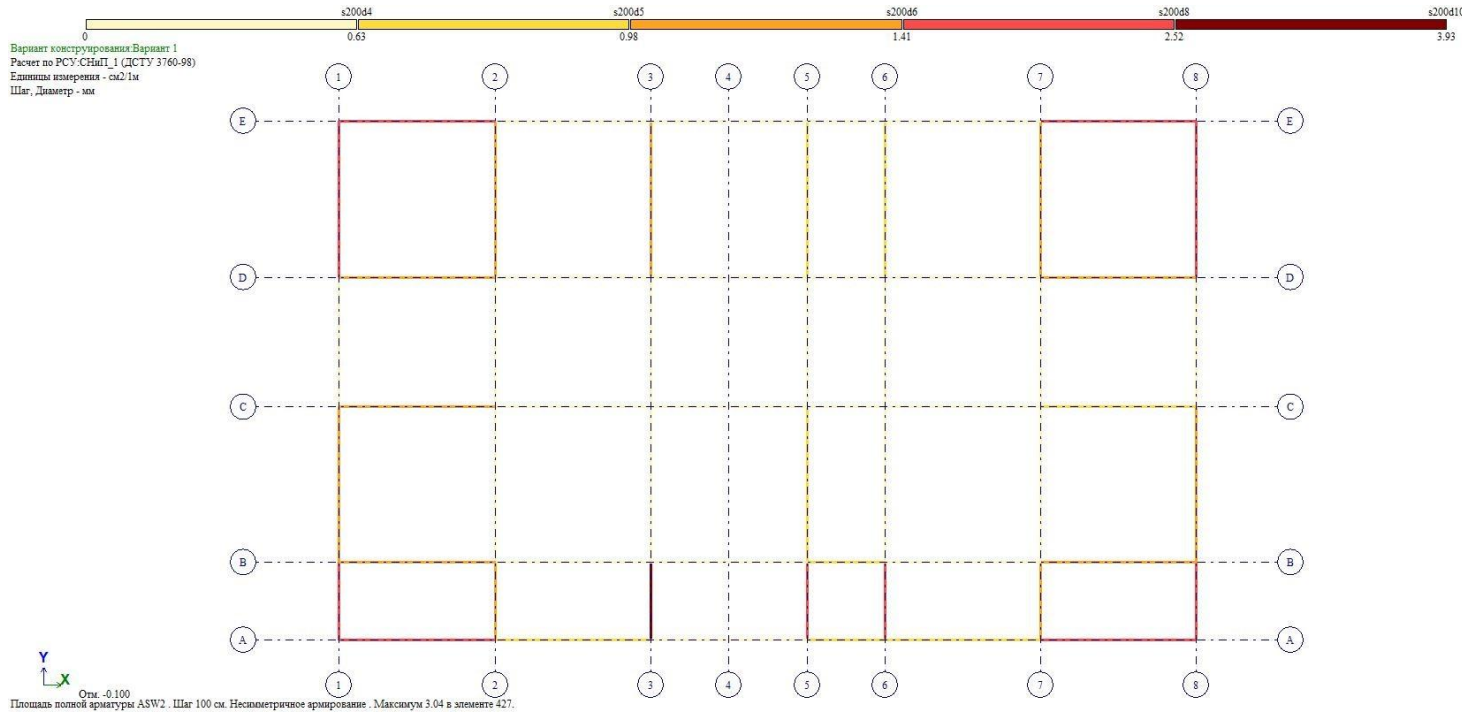 s200d4 s200d5 s200d6 s200d8 s200d10
0 0.63 0.98 1.41 2.52 3.93
Вариант конструирования:Вариант 1
Расчет по РСУ:СНиП_1 (ДСТУ 3760-98)
Единицы измерения - см2/1м
Шаг, Диаметр - мм
1 2 3 4 5 6 7 8
E E
D D
C C
B B
A A
1 2 3 4 5 6 7 8
Y
X
Отм. -0.100
Площадь полной арматуры ASW2 . Шаг 100 см. Несимметричное армирование . Максимум 3.04 в элементе 427.